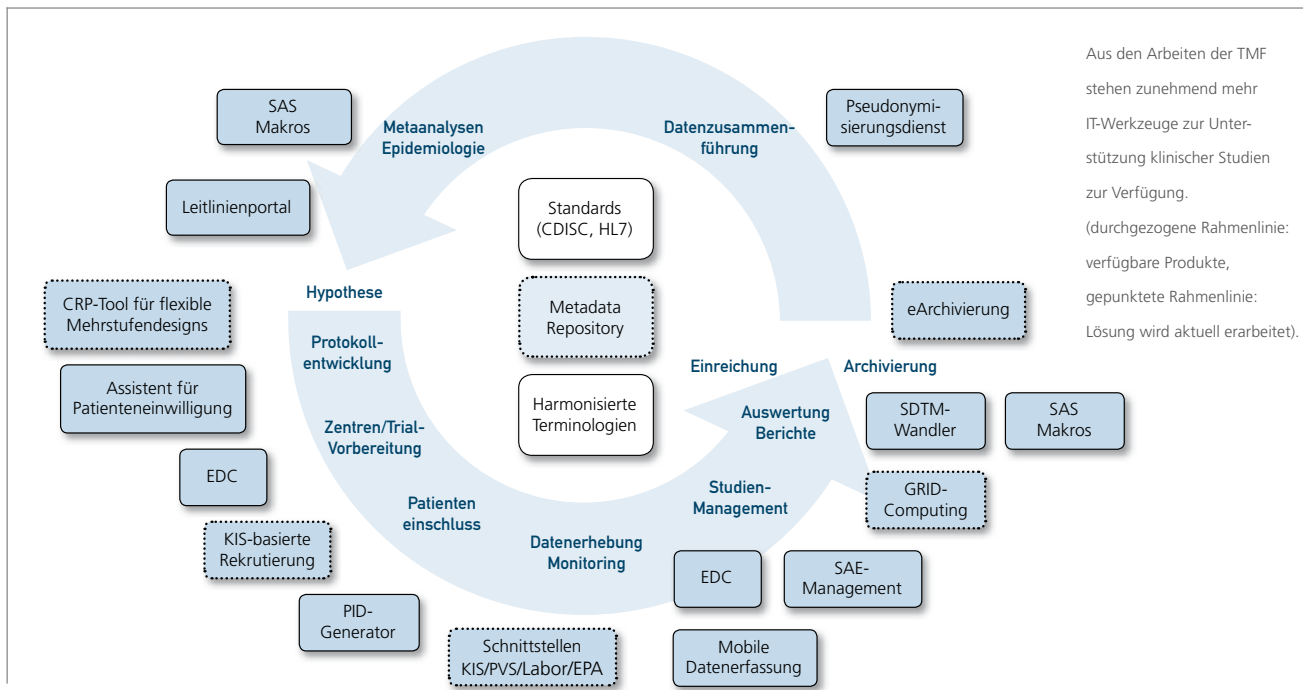 SAS
Makros
Metaanalysen
Epidemiologie
Datenzusammen-
führung
Pseudonymi-
sierungsdienst
Leitlinienportal
Standards
(CDISC, HL7)
CRP-Tool für flexible
Mehrstufendesigns
Hypothese
Metadata
Repository
eArchivierung
Protokoll-
entwicklung
Assistent für
Patienteneinwilligung
Einreichung
Archivierung
Harmonisierte
Terminologien
Zentren/Trial-
Vorbereitung
Auswertung
Berichte
SDTM-
Wandler
SAS
Makros
EDC
Patienten
einschluss
Studien-
Management
GRID-
Computing
KIS-basierte
Rekrutierung
Datenerhebung
Monitoring
EDC
SAE-
Management
PID-
Generator
Schnittstellen
KIS/PVS/Labor/EPA
Mobile
Datenerfassung
Aus den Arbeiten der TMF
stehen zunehmend mehr
IT-Werkzeuge zur Unter-
stützung klinischer Studien
zur Verfügung.
(durchgezogene Rahmenlinie:
verfügbare Produkte,
gepunktete Rahmenlinie:
Lösung wird aktuell erarbeitet).